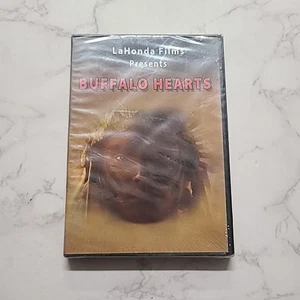 LaHonda Films
Presents
BUFFALO HEARTS